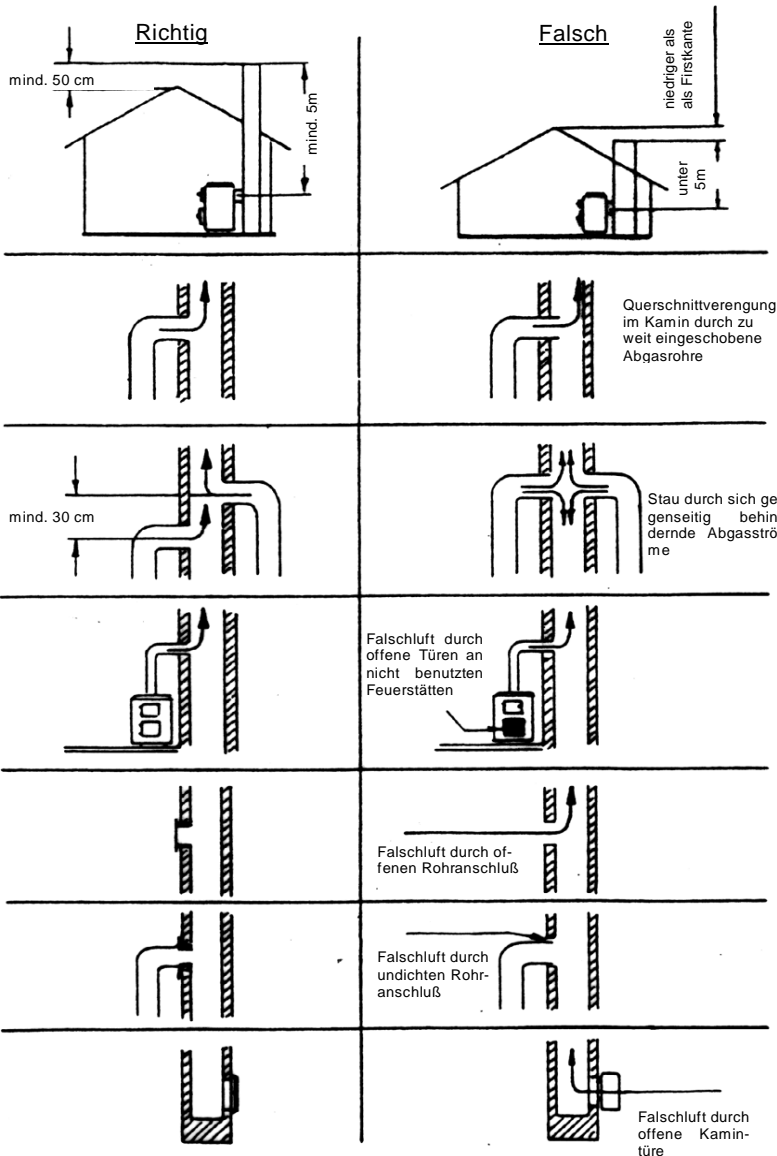 Richtig
Falsch
mind. 50 cm
mind. 5m
niedriger als
als Firstkante
unter
5m
Querschnittverengung
im Kamin durch zu
weit eingeschobene
Abgasrohre
mind. 30 cm
Stau durch sich ge
genseitig behin
dernde Abgasströ
me
Falschluft durch
offene Türen an
nicht benutzten
Feuerstätten
Falschluft durch of-
fenen Rohranschluß
Falschluft durch
undichten Rohr-
anschluß
Falschluft durch
offene Kamin-
türe